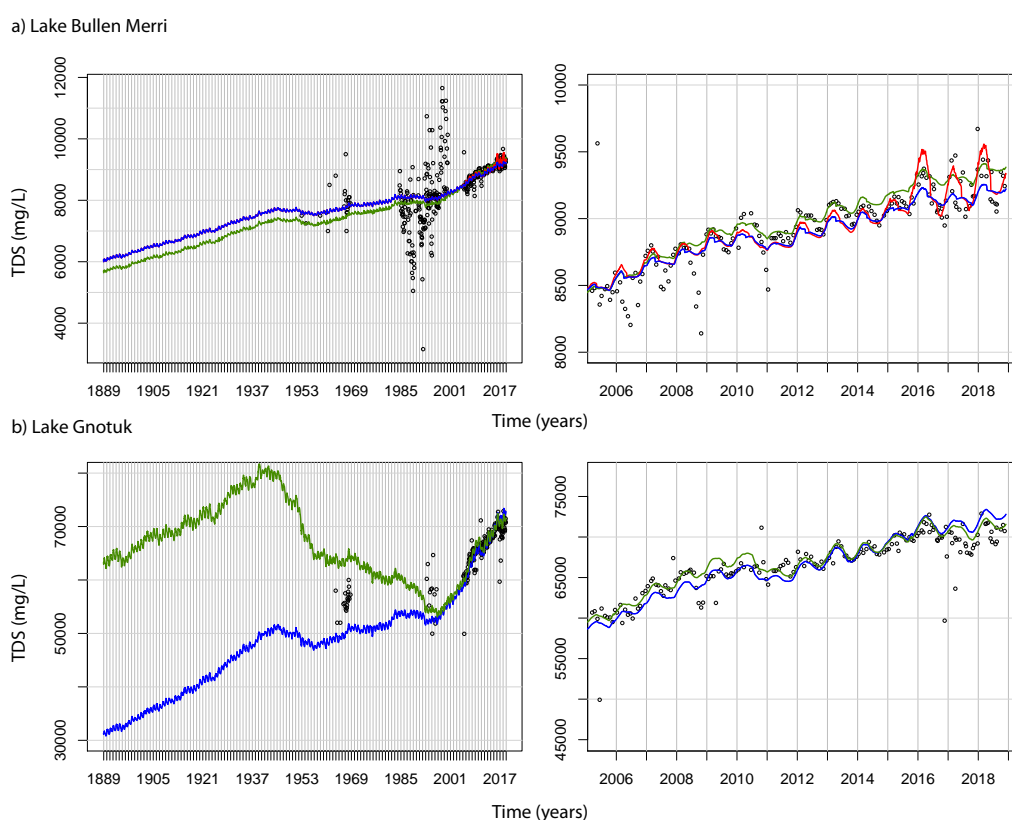 a) Lake Bullen Merri
TDS (mg/L)
12000
10000
8000
6000
4000
1889 1905 1921 1937 1953 1969 1985 2001 2017
10000
9500
9000
8500
8000
2006 2008 2010 2012 2014 2016 2018
Time (years)
b) Lake Gnotuk
TDS (mg/L)
70000
50000
30000
1889 1905 1921 1937 1953 1969 1985 2001 2017
75000
65000
55000
45000
2006 2008 2010 2012 2014 2016 2018
Time (years)